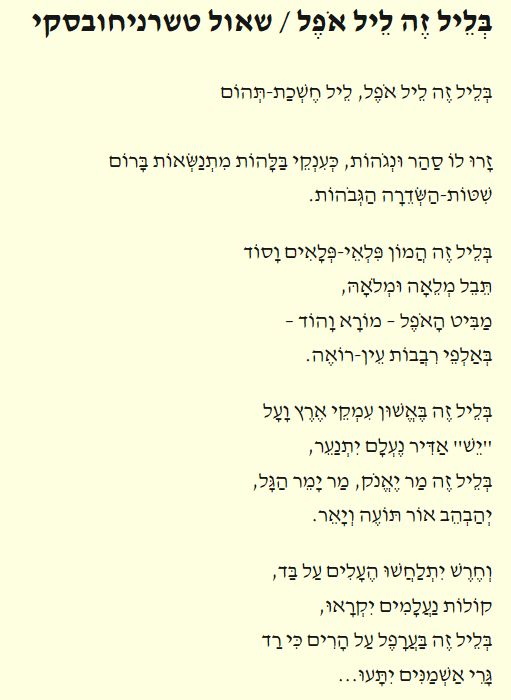 בְּלֵיל זֶה לֵיל אֹפֶל / שאול טשרניחובסקי
בְּלֵיל זֶה לֵיל אֹפֶל, לֵיל חֶשְׁכַת-תְּהוֹם
זָרוּ לוֹ סַהַר וּנְגֹהוֹת, כְּעִנְקֵי בַּלָּהוֹת מִתְנַשְּׂאוֹת בָּרוֹם
שִׁטּוֹת-הַשְּׂדֵרָה הַגְּבֹהוֹת.
בְּלֵיל זֶה הֲמוֹן פִּלְאֵי-פְּלָאִים וָסוֹד
תֵּבֵל מְלֵאָה וּמְלֹאָהּ,
מַבִּיט הָאֹפֶל – מוֹרָא וָהוֹד –
בְּאַלְפֵי רִבֲבוֹת עֵין-רוֹאֶה.
בְּלֵיל זֶה בֶּאֱשׁוּן עִמְקֵי אֶרֶץ וָעָל
"יֵשׁ" אַדִּיר נֶעְלָם יִתְנַעֵר,
בְּלֵיל זֶה מַר יֶאֱנֹק, מַר יָמֵר הַגָּל,
יְהַבְהֵב אוֹר תּוֹעֶה וְיָאֵר.
וְחֶרֶשׁ יִתְלַחֲשׁוּ הֶעָלִים עַל בַּד,
קוֹלוֹת נַעֲלָמִים יִקְרָאוּ,
בְּלֵיל זֶה בַּעֲרָפֶל עַל הָרִים כִּי רַד
גָּרֵי אַשְׁמַנִּים יִתָּעוּ...